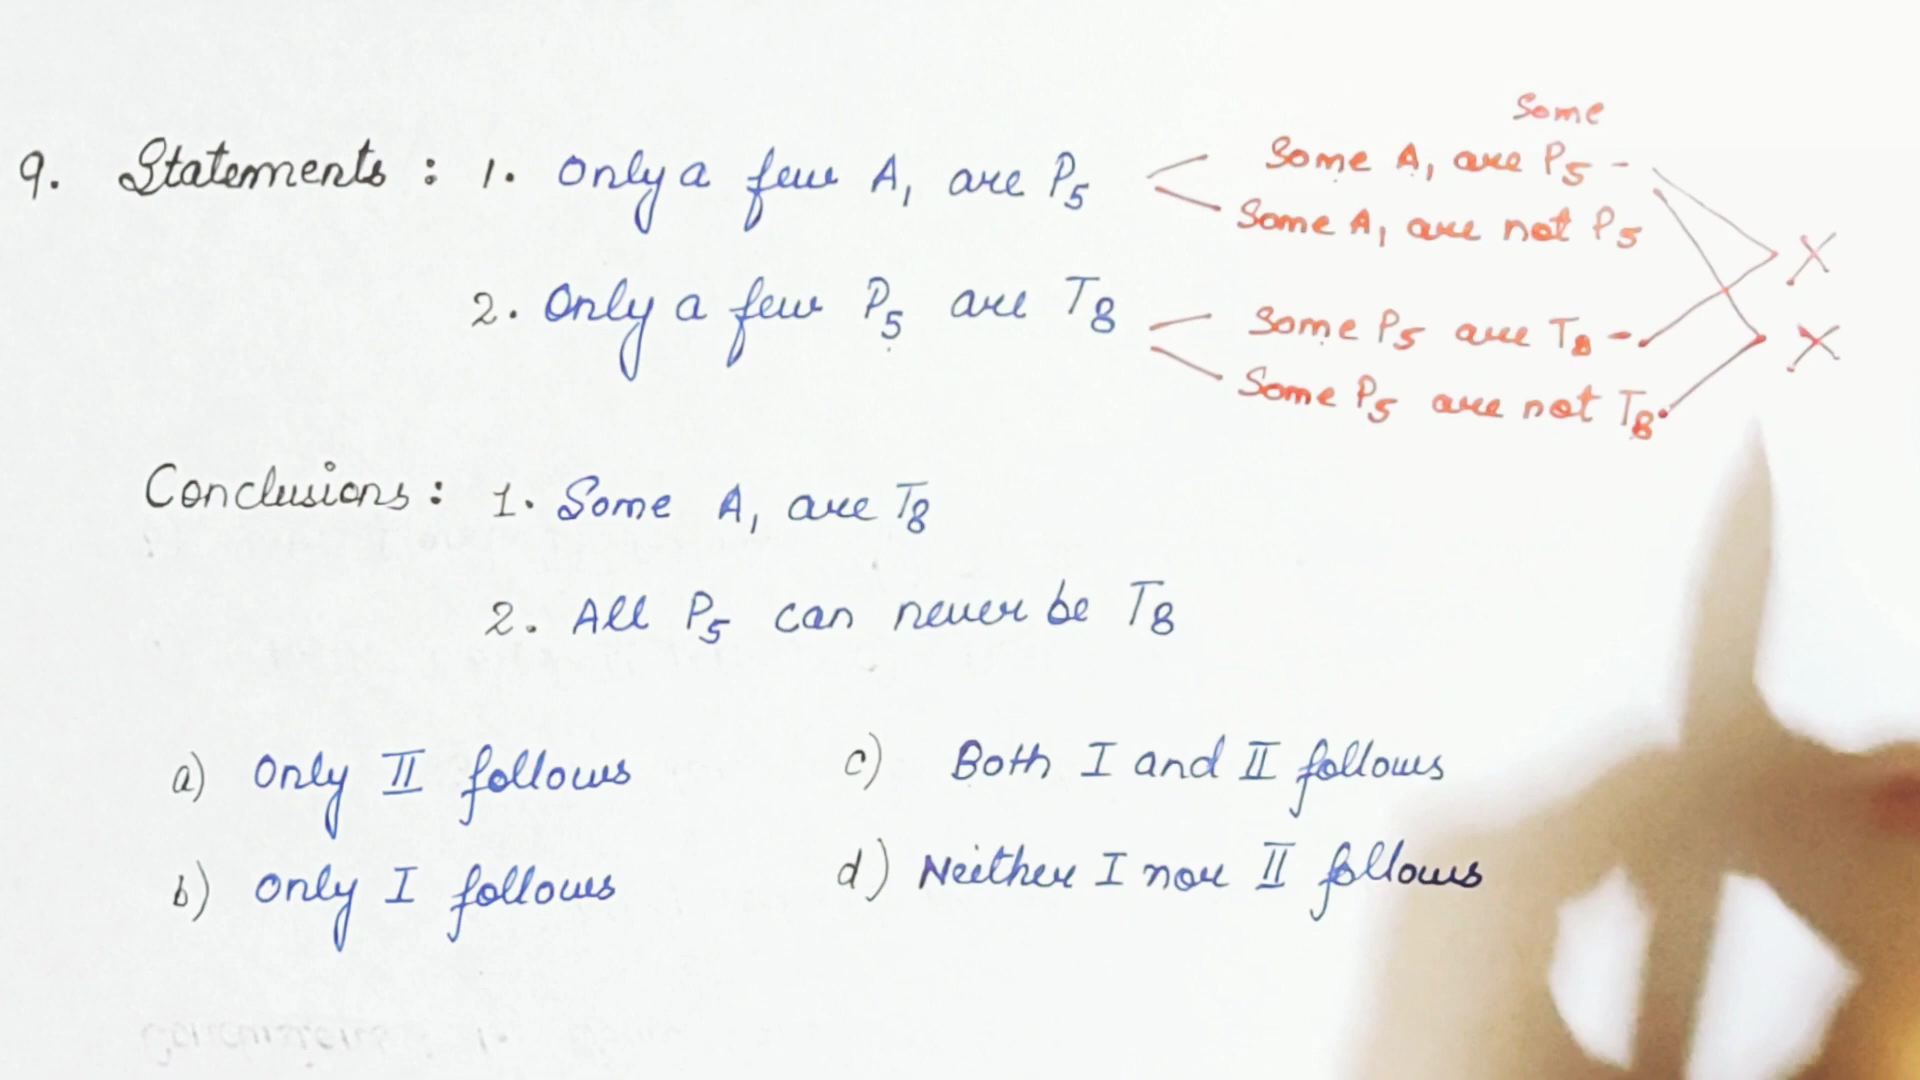 Some
9. Statements : 1. Only a few A₁ are P₅
Some A₁ are P₅ -
Some A₁ are not P₅
2. Only a few P₅ are T₈
Some P₅ are T₈ -
Some P₅ are not T₈
Conclusions : 1. Some A₁ are T₈
2. All P₅ can never be T₈
a) Only II follows
c) Both I and II follows
b) only I follows
d) Neither I nor II follows